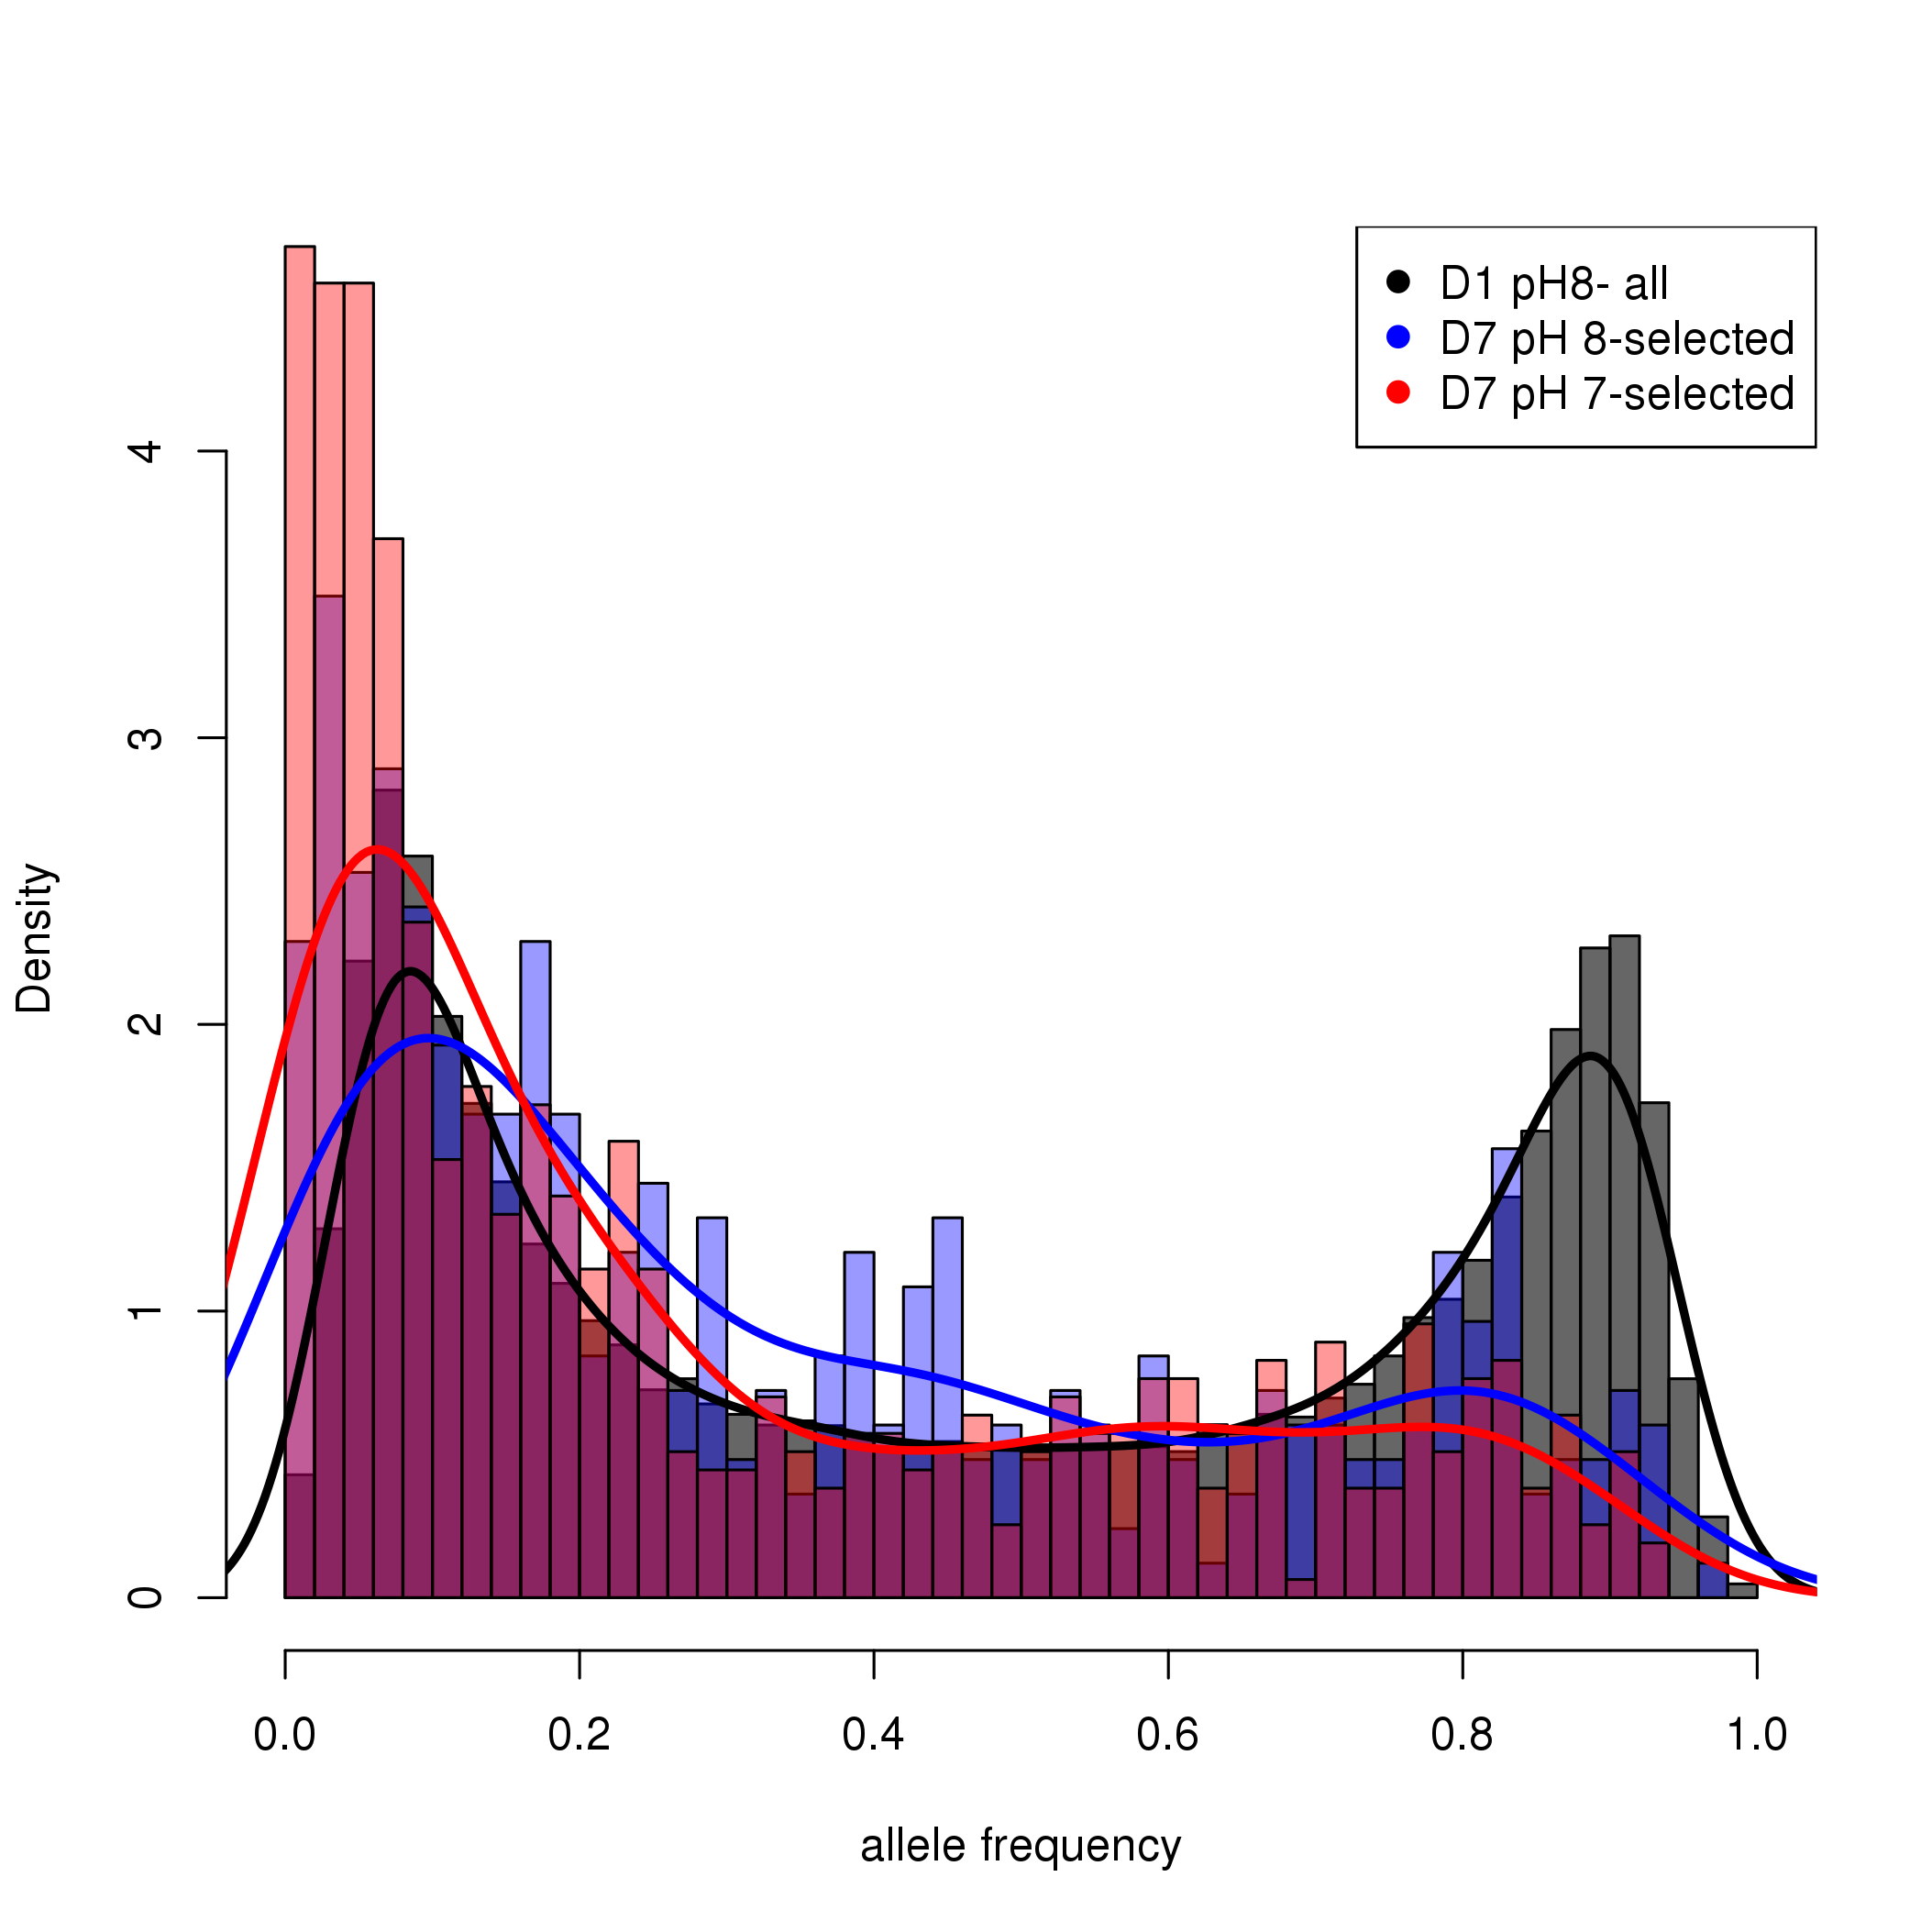 D1 pH8- all
D7 pH 8-selected
D7 pH 7-selected
Density
4
3
2
1
0
0.0 0.2 0.4 0.6 0.8 1.0
allele frequency